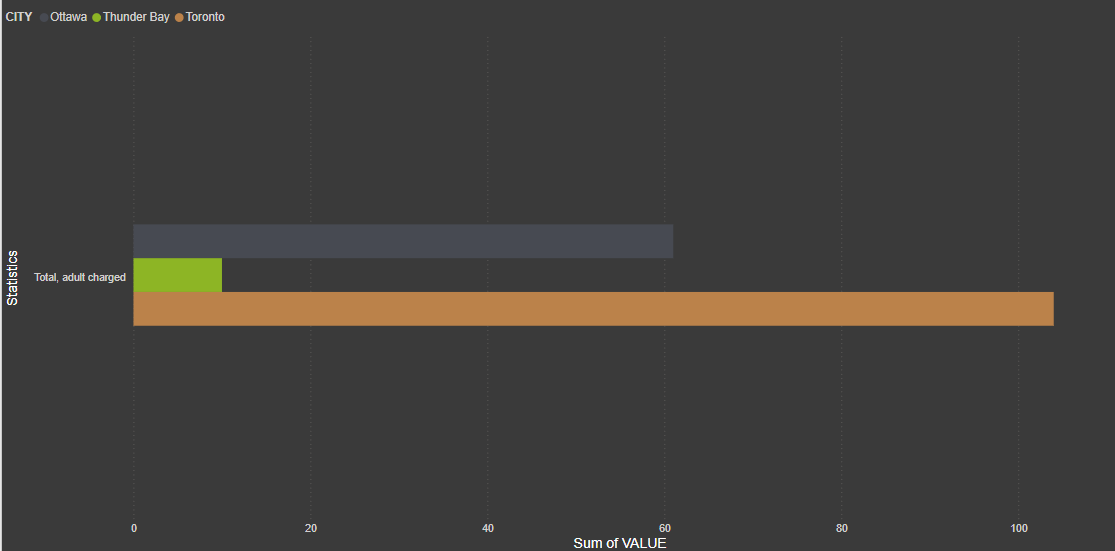 CITY Ottawa Thunder Bay Toronto
Statistics
Total, adult charged
0 20 40 60 80 100
Sum of VALUE